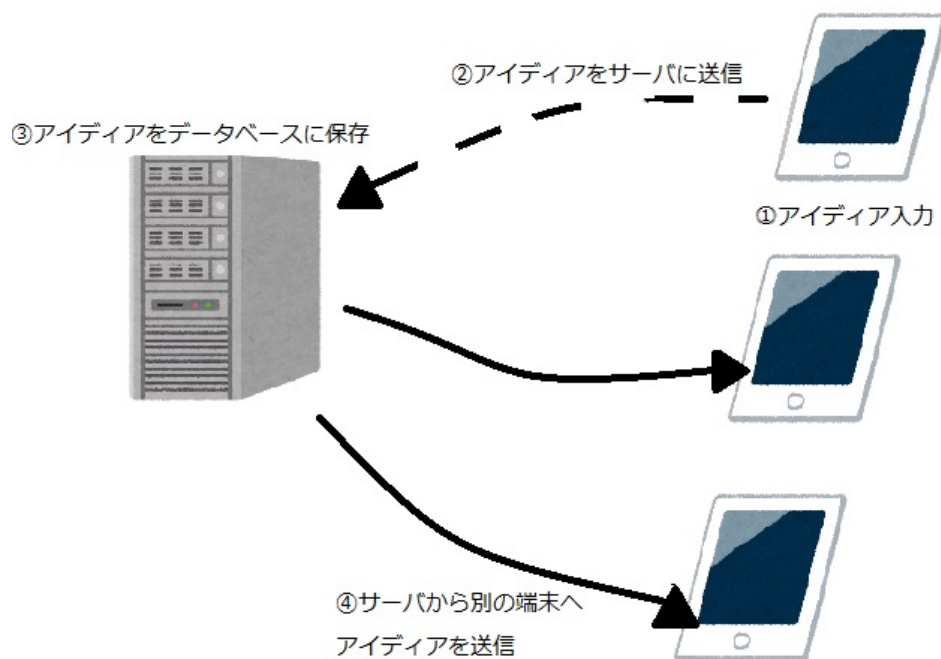 ②アイディアをサーバに送信
③アイディアをデータベースに保存
①アイディア入力
④サーバから別の端末へ
アイディアを送信